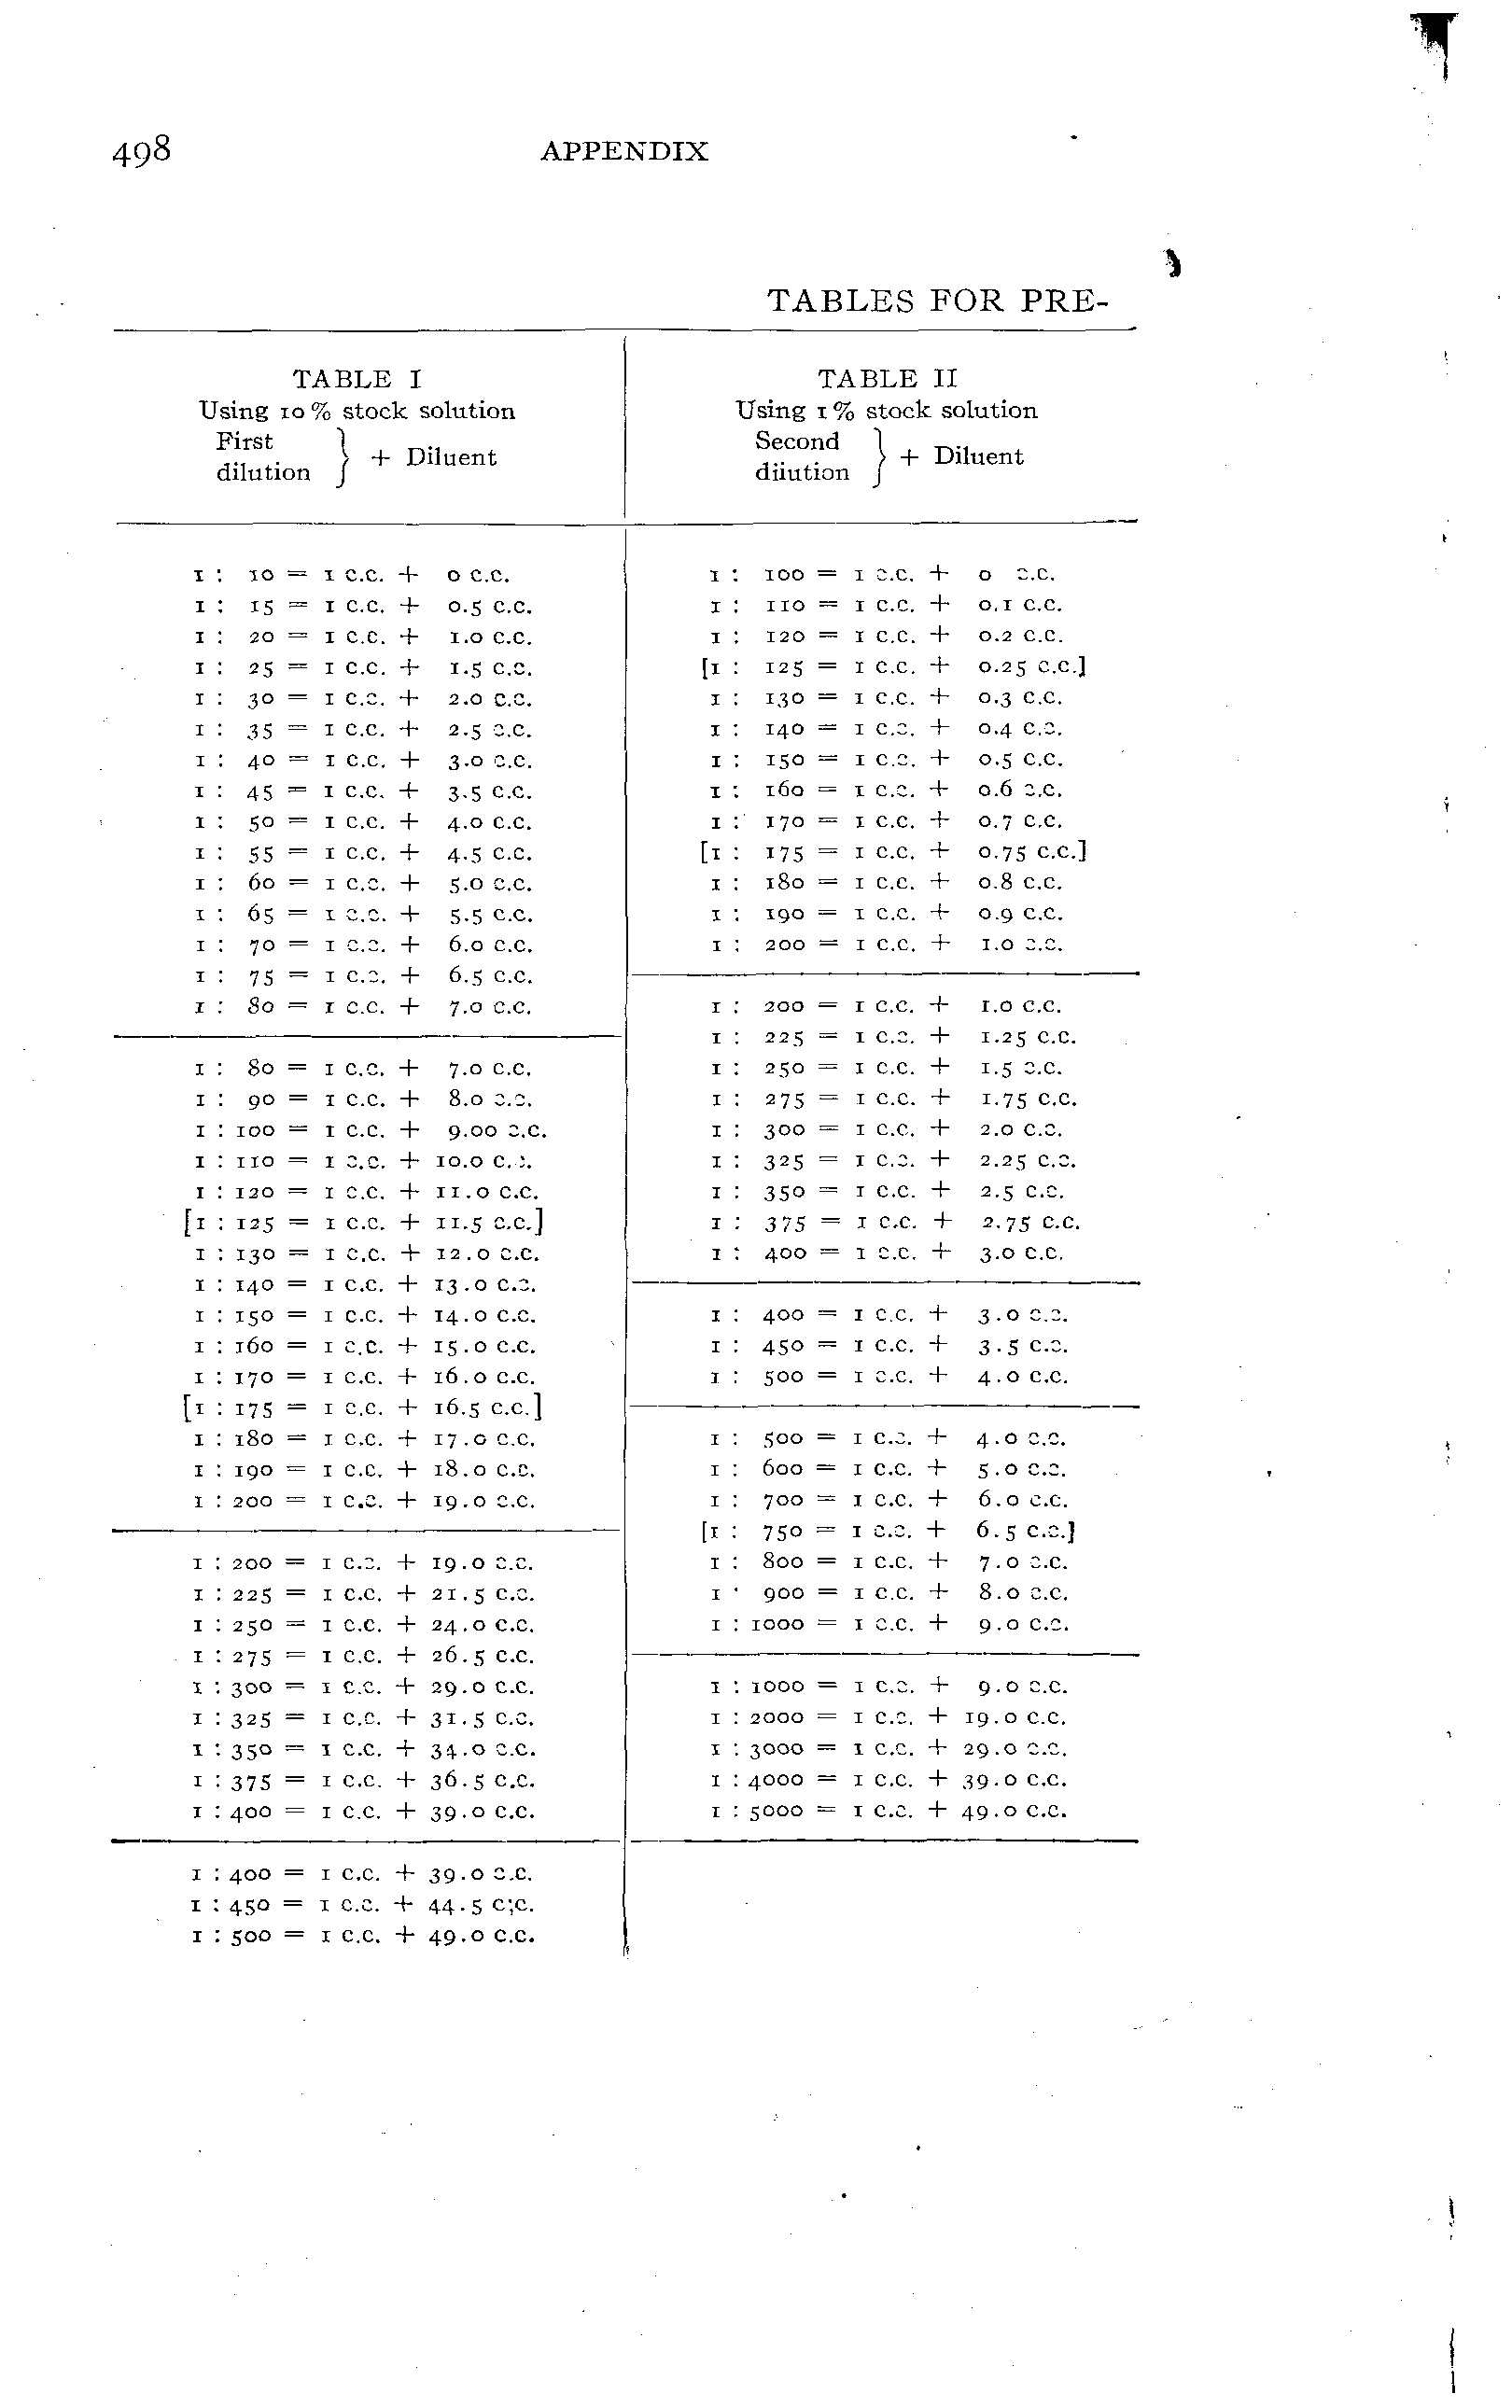 498 APPENDIX
TABLES FOR PRE-
TABLE I
Using 10% stock solution
First
dilution } + Diluent
1 : 10 = 1 c.c. + 0 c.c.
1 : 15 = 1 c.c. + 0.5 c.c.
1 : 20 = 1 c.c. + 1.0 c.c.
1 : 25 = 1 c.c. + 1.5 c.c.
1 : 30 = 1 c.c. + 2.0 c.c.
1 : 35 = 1 c.c. + 2.5 c.c.
1 : 40 = 1 c.c. + 3.0 c.c.
1 : 45 = 1 c.c. + 3.5 c.c.
1 : 50 = 1 c.c. + 4.0 c.c.
1 : 55 = 1 c.c. + 4.5 c.c.
1 : 60 = 1 c.c. + 5.0 c.c.
1 : 65 = 1 c.c. + 5.5 c.c.
1 : 70 = 1 c.c. + 6.0 c.c.
1 : 75 = 1 c.c. + 6.5 c.c.
1 : 80 = 1 c.c. + 7.0 c.c.
1 : 80 = 1 c.c. + 7.0 c.c.
1 : 90 = 1 c.c. + 8.0 c.c.
1 : 100 = 1 c.c. + 9.00 c.c.
1 : 110 = 1 c.c. + 10.0 c.c.
1 : 120 = 1 c.c. + 11.0 c.c.
[1 : 125 = 1 c.c. + 11.5 c.c.]
1 : 130 = 1 c.c. + 12.0 c.c.
1 : 140 = 1 c.c. + 13.0 c.c.
1 : 150 = 1 c.c. + 14.0 c.c.
1 : 160 = 1 c.c. + 15.0 c.c.
1 : 170 = 1 c.c. + 16.0 c.c.
[1 : 175 = 1 c.c. + 16.5 c.c.]
1 : 180 = 1 c.c. + 17.0 c.c.
1 : 190 = 1 c.c. + 18.0 c.c.
1 : 200 = 1 c.c. + 19.0 c.c.
1 : 200 = 1 c.c. + 19.0 c.c.
1 : 225 = 1 c.c. + 21.5 c.c.
1 : 250 = 1 c.c. + 24.0 c.c.
1 : 275 = 1 c.c. + 26.5 c.c.
1 : 300 = 1 c.c. + 29.0 c.c.
1 : 325 = 1 c.c. + 31.5 c.c.
1 : 350 = 1 c.c. + 34.0 c.c.
1 : 375 = 1 c.c. + 36.5 c.c.
1 : 400 = 1 c.c. + 39.0 c.c.
1 : 400 = 1 c.c. + 39.0 c.c.
1 : 450 = 1 c.c. + 44.5 c.c.
1 : 500 = 1 c.c. + 49.0 c.c.
TABLE II
Using 1% stock solution
Second
dilution } + Diluent
1 : 100 = 1 c.c. + 0 c.c.
1 : 110 = 1 c.c. + 0.1 c.c.
1 : 120 = 1 c.c. + 0.2 c.c.
[1 : 125 = 1 c.c. + 0.25 c.c.]
1 : 130 = 1 c.c. + 0.3 c.c.
1 : 140 = 1 c.c. + 0.4 c.c.
1 : 150 = 1 c.c. + 0.5 c.c.
1 : 160 = 1 c.c. + 0.6 c.c.
1 : 170 = 1 c.c. + 0.7 c.c.
[1 : 175 = 1 c.c. + 0.75 c.c.]
1 : 180 = 1 c.c. + 0.8 c.c.
1 : 190 = 1 c.c. + 0.9 c.c.
1 : 200 = 1 c.c. + 1.0 c.c.
1 : 200 = 1 c.c. + 1.0 c.c.
1 : 225 = 1 c.c. + 1.25 c.c.
1 : 250 = 1 c.c. + 1.5 c.c.
1 : 275 = 1 c.c. + 1.75 c.c.
1 : 300 = 1 c.c. + 2.0 c.c.
1 : 325 = 1 c.c. + 2.25 c.c.
1 : 350 = 1 c.c. + 2.5 c.c.
1 : 375 = 1 c.c. + 2.75 c.c.
1 : 400 = 1 c.c. + 3.0 c.c.
1 : 400 = 1 c.c. + 3.0 c.c.
1 : 450 = 1 c.c. + 3.5 c.c.
1 : 500 = 1 c.c. + 4.0 c.c.
1 : 500 = 1 c.c. + 4.0 c.c.
1 : 600 = 1 c.c. + 5.0 c.c.
1 : 700 = 1 c.c. + 6.0 c.c.
[1 : 750 = 1 c.c. + 6.5 c.c.]
1 : 800 = 1 c.c. + 7.0 c.c.
1 : 900 = 1 c.c. + 8.0 c.c.
1 : 1000 = 1 c.c. + 9.0 c.c.
1 : 1000 = 1 c.c. + 9.0 c.c.
1 : 2000 = 1 c.c. + 19.0 c.c.
1 : 3000 = 1 c.c. + 29.0 c.c.
1 : 4000 = 1 c.c. + 39.0 c.c.
1 : 5000 = 1 c.c. + 49.0 c.c.